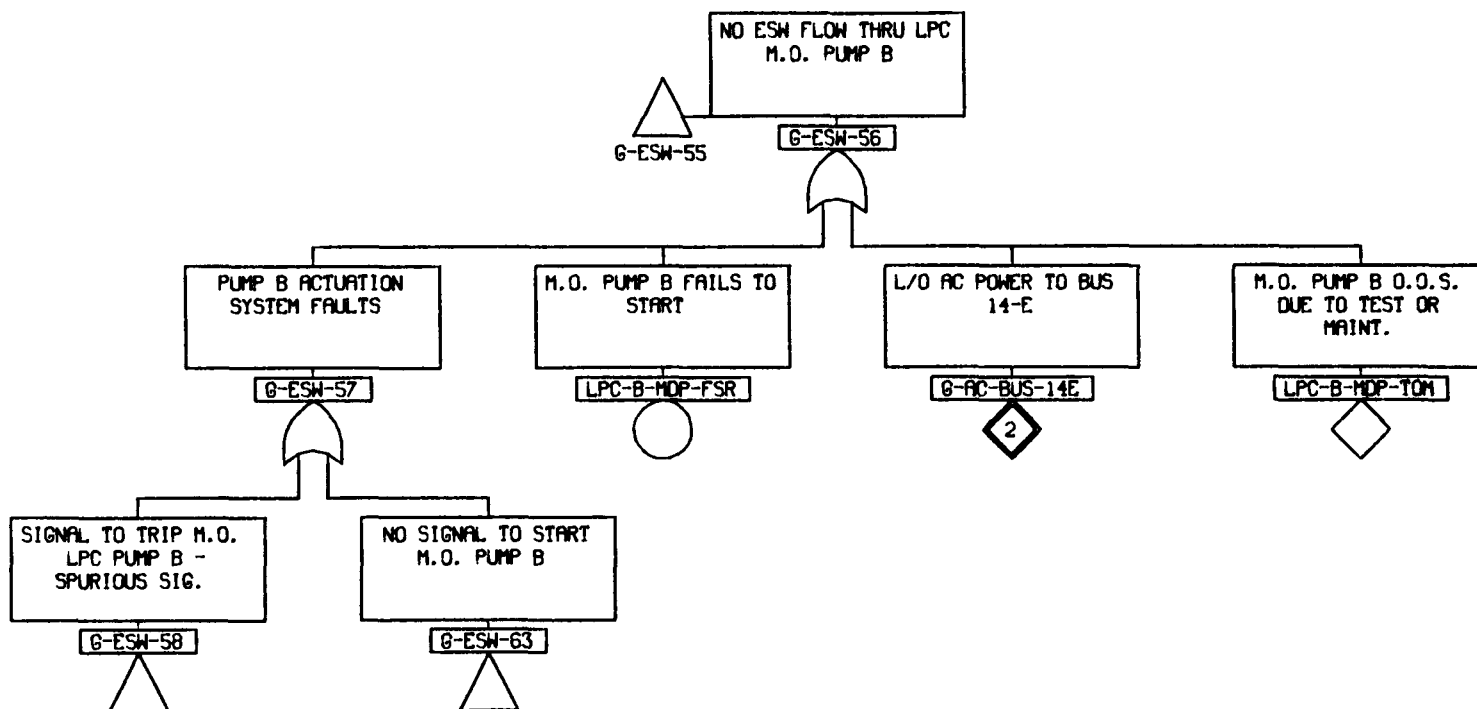 NO ESW FLOW THRU LPC
M.O. PUMP B
G-ESW-55
G-ESW-56
PUMP B ACTUATION
SYSTEM FAULTS
G-ESW-57
M.O. PUMP B FAILS TO
START
LPC-B-MDP-FSR
L/O AC POWER TO BUS
14-E
G-AC-BUS-14E
2
M.O. PUMP B O.O.S.
DUE TO TEST OR
MAINT.
LPC-B-MDP-TOM
SIGNAL TO TRIP M.O.
LPC PUMP B -
SPURIOUS SIG.
G-ESW-58
NO SIGNAL TO START
M.O. PUMP B
G-ESW-63